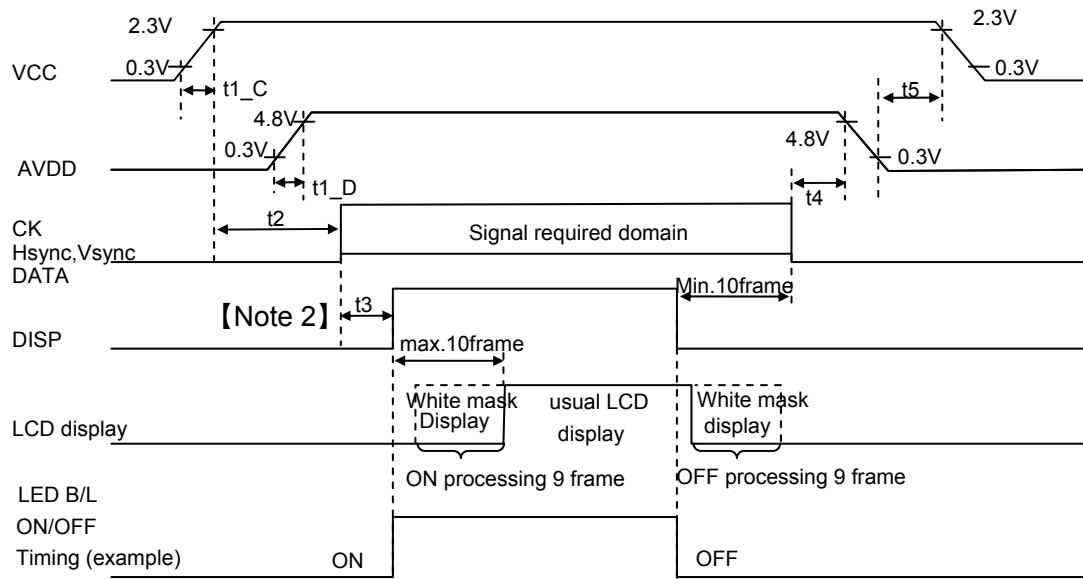 2.3V
2.3V
VCC
0.3V
t1_C
t5
0.3V
4.8V
4.8V
AVDD
0.3V
0.3V
t1_D
t4
t2
CK
Hsync,Vsync
DATA
Signal required domain
Min.10frame
【Note 2】
t3
DISP
max.10frame
White mask
Display
usual LCD
display
White mask
display
LCD display
ON processing 9 frame
OFF processing 9 frame
LED B/L
ON/OFF
Timing (example)
ON
OFF